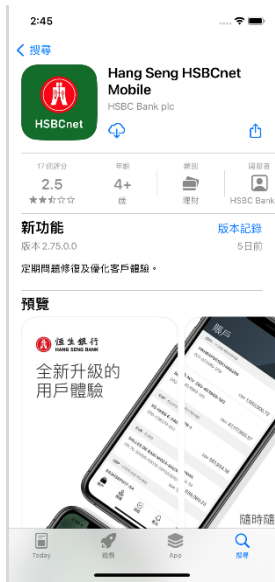 2:45
搜尋
Hang Seng HSBCnet
Mobile
HSBC Bank plc
HSBCnet
17個評分
年齡
類別
開發者
2.5
4+
歲
理財
HSBC Bank
新功能
版本記錄
版本 2.75.0.0
5日前
定期問題修復及優化客戶體驗。
預覽
恒生銀行
HANG SENG BANK
全新升級的
用戶體驗
賬戶
隨時隨
Today
遊戲
App
搜尋